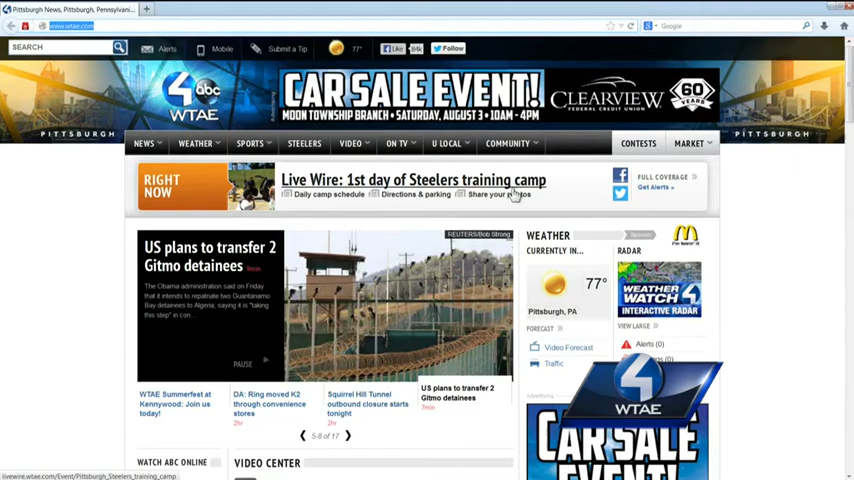 Pittsburgh News, Pittsburgh, Pennsylvani...
www.wtae.com
Google
SEARCH
Alerts
Mobile
Submit a Tip
77°
Like
84k
Follow
4 abc
WTAE
CAR SALE EVENT!
MOON TOWNSHIP BRANCH • SATURDAY, AUGUST 3 • 10AM - 4PM
CLEARVIEW
FEDERAL CREDIT UNION
60
YEARS
PITTSBURGH
PITTSBURGH
NEWS
WEATHER
SPORTS
STEELERS
VIDEO
ON TV
U LOCAL
COMMUNITY
CONTESTS
MARKET
RIGHT
NOW
Live Wire: 1st day of Steelers training camp
Daily camp schedule
Directions & parking
Share your photos
FULL COVERAGE
Get Alerts »
US plans to transfer 2
Gitmo detainees 9min
The Obama administration said on Friday
that it intends to repatriate two Guantanamo
Bay detainees to Algeria, saying it is "taking
this step" in con...
PAUSE
REUTERS/Bob Strong
WTAE Summerfest at
Kennywood: Join us
today!
DA: Ring moved K2
through convenience
stores
2hr
Squirrel Hill Tunnel
outbound closure starts
tonight
2hr
US plans to transfer 2
Gitmo detainees
7min
5-8 of 17
WATCH ABC ONLINE
VIDEO CENTER
WEATHER
Sponsor
i'm lovin' it
CURRENTLY IN...
77°
Pittsburgh, PA
FORECAST
Video Forecast
Traffic
RADAR
WEATHER
WATCH 4
INTERACTIVE RADAR
VIEW LARGE
Alerts (0)
(0)
4
WTAE
Advertising
CAR SALE
EVENT!
livewire.wtae.com/Event/Pittsburgh_Steelers_training_camp